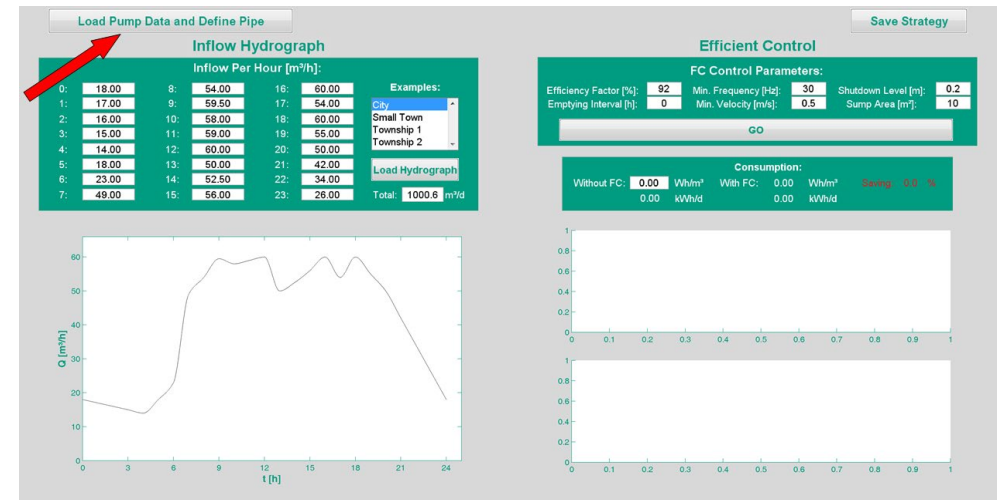 Load Pump Data and Define Pipe
Save Strategy
Inflow Hydrograph
Inflow Per Hour [m³/h]:
0: 18.00 8: 54.00 16: 60.00
1: 17.00 9: 59.50 17: 54.00
2: 16.00 10: 58.00 18: 60.00
3: 15.00 11: 59.00 19: 55.00
4: 14.00 12: 60.00 20: 50.00
5: 18.00 13: 50.00 21: 42.00
6: 23.00 14: 52.50 22: 34.00
7: 49.00 15: 56.00 23: 26.00
Examples:
City
Small Town
Township 1
Township 2
Load Hydrograph
Total: 1000.6 m³/d
Efficient Control
FC Control Parameters:
Efficiency Factor [%]: 92 Min. Frequency [Hz]: 30 Shutdown Level [m]: 0.2
Emptying Interval [h]: 0 Min. Velocity [m/s]: 0.5 Sump Area [m²]: 10
GO
Consumption:
Without FC: 0.00 Wh/m³ With FC: 0.00 Wh/m³ Saving: 0.0 %
0.00 kWh/d 0.00 kWh/d
60
50
40
30
20
10
0
Q [m³/h]
0 3 6 9 12 15 18 21 24
t [h]
1
0.8
0.6
0.4
0.2
0
0 0.1 0.2 0.3 0.4 0.5 0.6 0.7 0.8 0.9 1
1
0.8
0.6
0.4
0.2
0
0 0.1 0.2 0.3 0.4 0.5 0.6 0.7 0.8 0.9 1